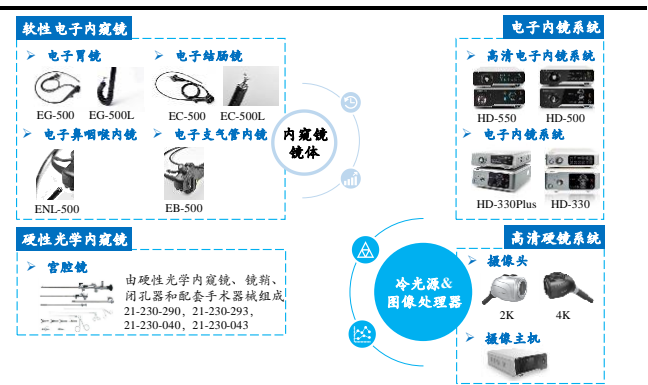 软性电子内窥镜
电子胃镜
电子结肠镜
EG-500
EG-500L
EC-500
EC-500L
电子鼻咽喉内镜
电子支气管内镜
ENL-500
EB-500
硬性光学内窥镜
宫腔镜
由硬性光学内窥镜、镜鞘、
闭孔器和配套手术器械组成
21-230-290，21-230-293，
21-230-040，21-230-043
内窥镜
镜体
冷光源&
图像处理器
电子内镜系统
高清电子内镜系统
HD-550
HD-500
电子内镜系统
HD-330Plus
HD-330
高清硬镜系统
摄像头
2K
4K
摄像主机